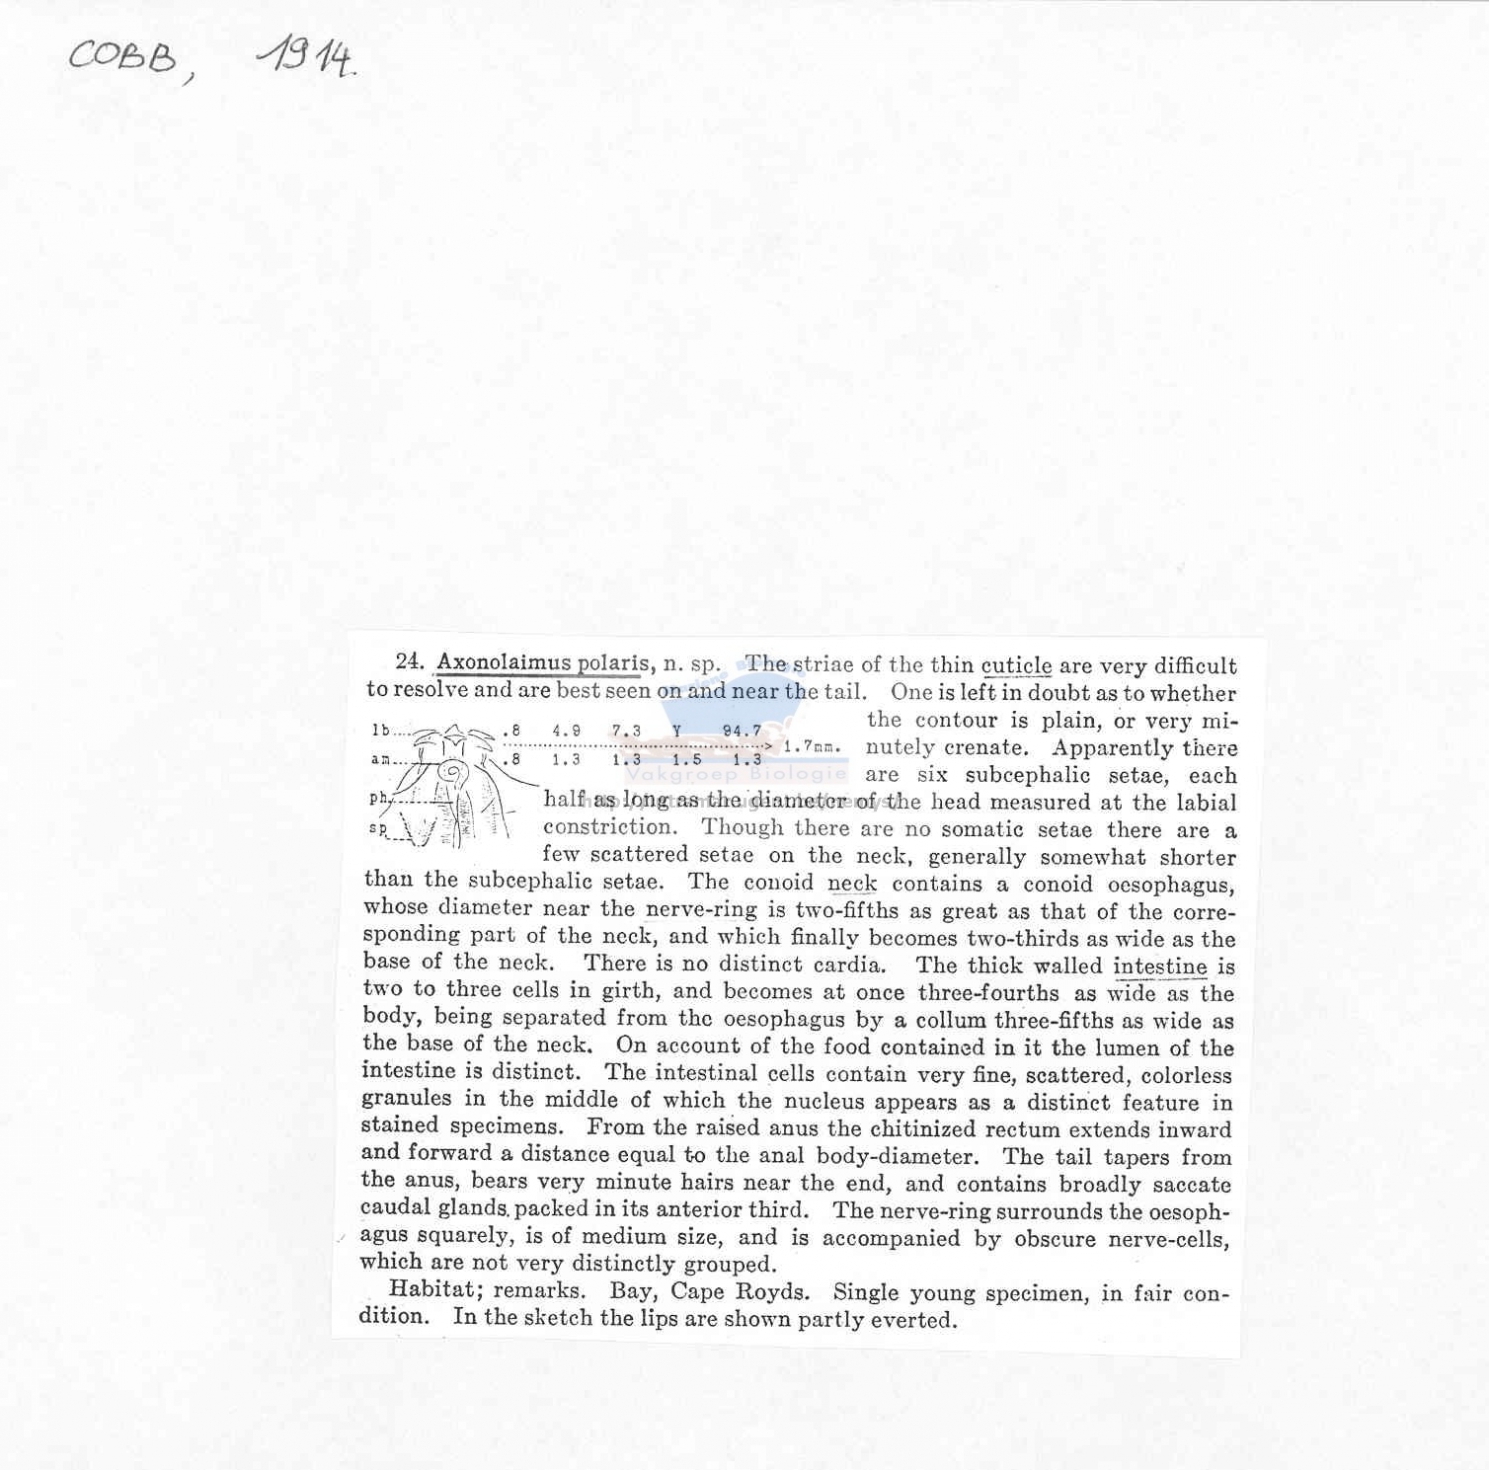 COBB, 1914.
24. Axonolaimus polaris, n. sp. The striae of the thin cuticle are very difficult
to resolve and are best seen on and near the tail. One is left in doubt as to whether
the contour is plain, or very mi-
nutely crenate. Apparently there
are six subcephalic setae, each
lb....
am...
ph,
sp
.8 4.9 7.3 Y 94.7
1.7mm.
.8 1.3 1.3 1.5 1.3
Vakgroep Biologie
half as long as the diameter of the head measured at the labial
constriction. Though there are no somatic setae there are a
few scattered setae on the neck, generally somewhat shorter
than the subcephalic setae. The conoid neck contains a conoid oesophagus,
whose diameter near the nerve-ring is two-fifths as great as that of the corre-
sponding part of the neck, and which finally becomes two-thirds as wide as the
base of the neck. There is no distinct cardia. The thick walled intestine is
two to three cells in girth, and becomes at once three-fourths as wide as the
body, being separated from the oesophagus by a collum three-fifths as wide as
the base of the neck. On account of the food contained in it the lumen of the
intestine is distinct. The intestinal cells contain very fine, scattered, colorless
granules in the middle of which the nucleus appears as a distinct feature in
stained specimens. From the raised anus the chitinized rectum extends inward
and forward a distance equal to the anal body-diameter. The tail tapers from
the anus, bears very minute hairs near the end, and contains broadly saccate
caudal glands packed in its anterior third. The nerve-ring surrounds the oesoph-
agus squarely, is of medium size, and is accompanied by obscure nerve-cells,
which are not very distinctly grouped.
Habitat; remarks. Bay, Cape Royds. Single young specimen, in fair con-
dition. In the sketch the lips are shown partly everted.